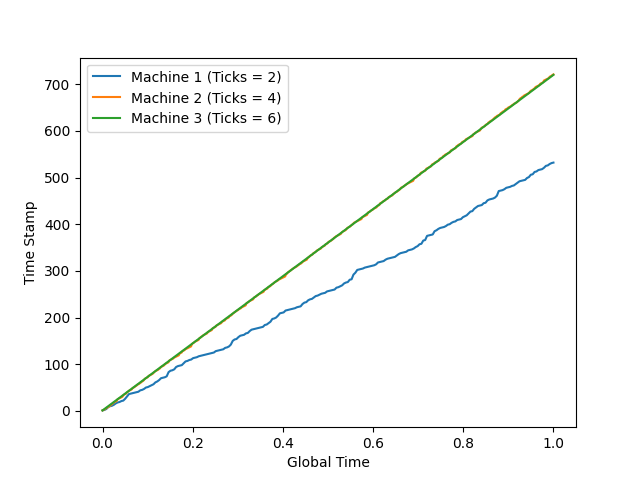 Machine 1 (Ticks = 2)
Machine 2 (Ticks = 4)
Machine 3 (Ticks = 6)
700
600
500
400
300
200
100
0
Time Stamp
0.0 0.2 0.4 0.6 0.8 1.0
Global Time